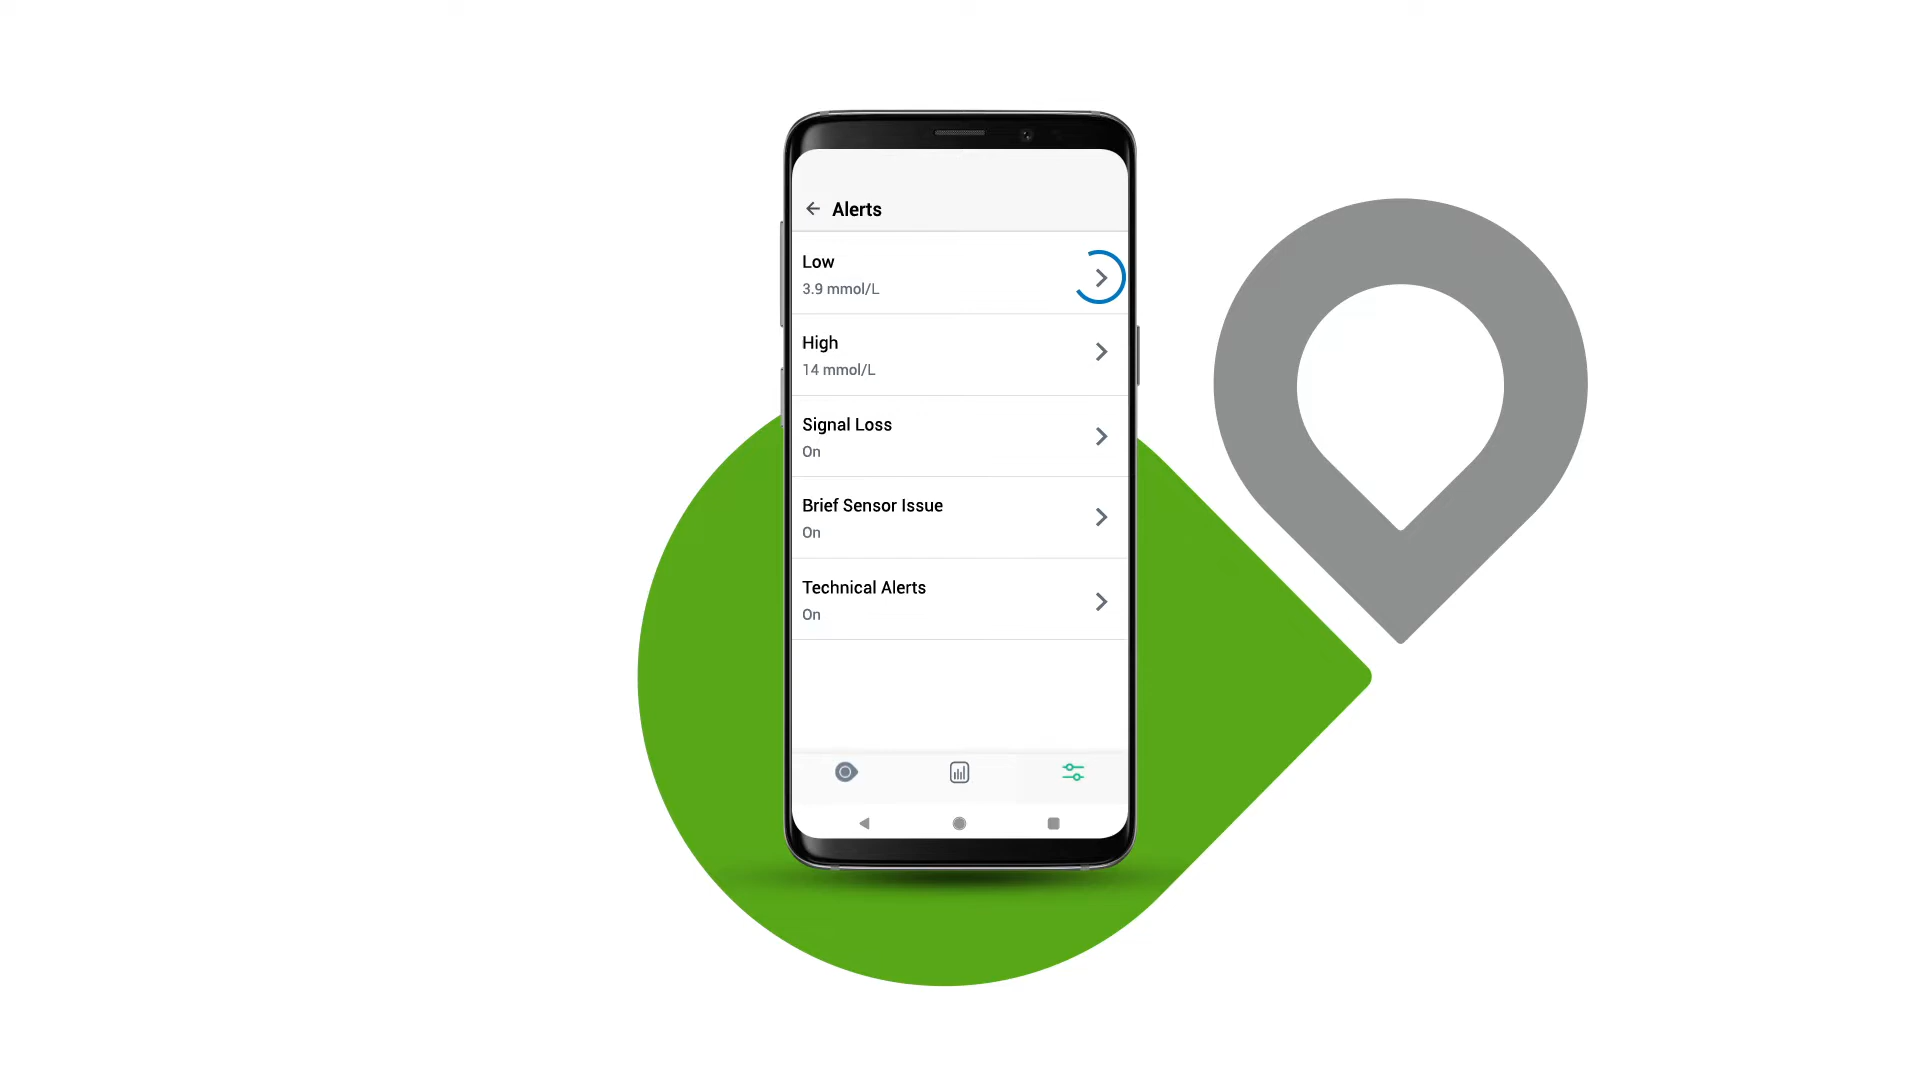 Alerts
Low
3.9 mmol/L
High
14 mmol/L
Signal Loss
On
Brief Sensor Issue
On
Technical Alerts
On